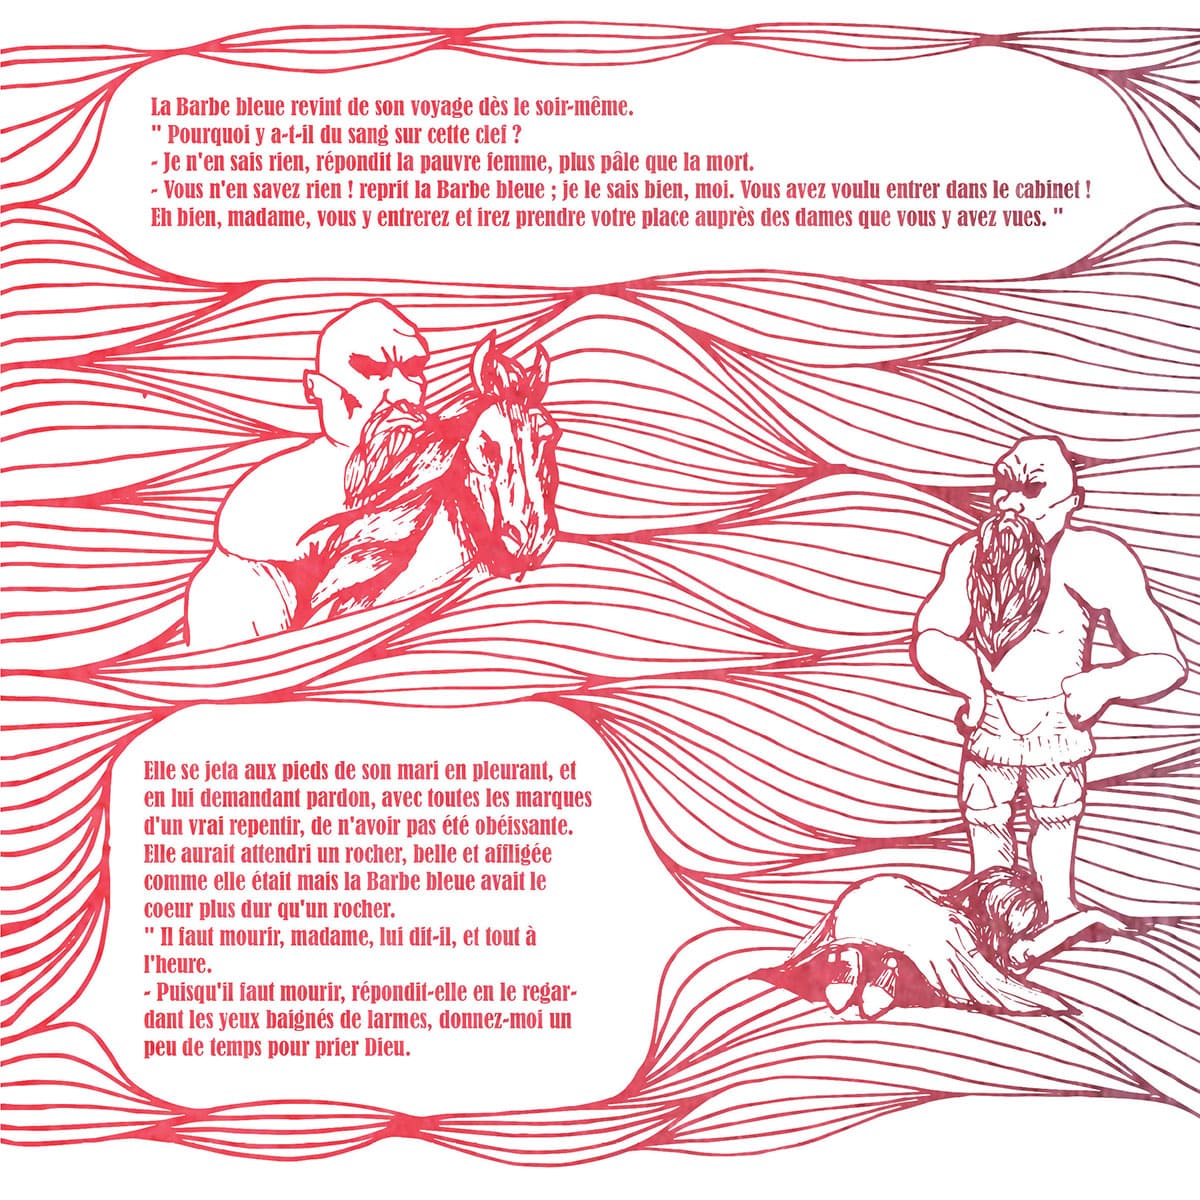 La Barbe bleue revint de son voyage dès le soir-même.
" Pourquoi y a-t-il du sang sur cette clef ?
- Je n'en sais rien, répondit la pauvre femme, plus pâle que la mort.
- Vous n'en savez rien ! reprit la Barbe bleue ; je le sais bien, moi. Vous avez voulu entrer dans le cabinet !
Eh bien, madame, vous y entrerez et irez prendre votre place auprès des dames que vous y avez vues. "
Elle se jeta aux pieds de son mari en pleurant, et
en lui demandant pardon, avec toutes les marques
d'un vrai repentir, de n'avoir pas été obéissante.
Elle aurait attendri un rocher, belle et affligée
comme elle était mais la Barbe bleue avait le
coeur plus dur qu'un rocher.
" Il faut mourir, madame, lui dit-il, et tout à
l'heure.
- Puisqu'il faut mourir, répondit-elle en le regar-
dant les yeux baignés de larmes, donnez-moi un
peu de temps pour prier Dieu.